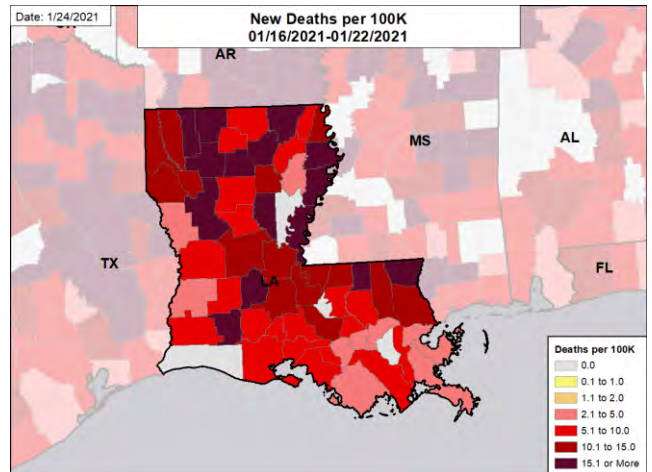 Date: 1/24/2021
New Deaths per 100K
01/16/2021-01/22/2021
AR
MS
AL
TX
LA
FL
Deaths per 100K
0.0
0.1 to 1.0
1.1 to 2.0
2.1 to 5.0
5.1 to 10.0
10.1 to 15.0
15.1 or More